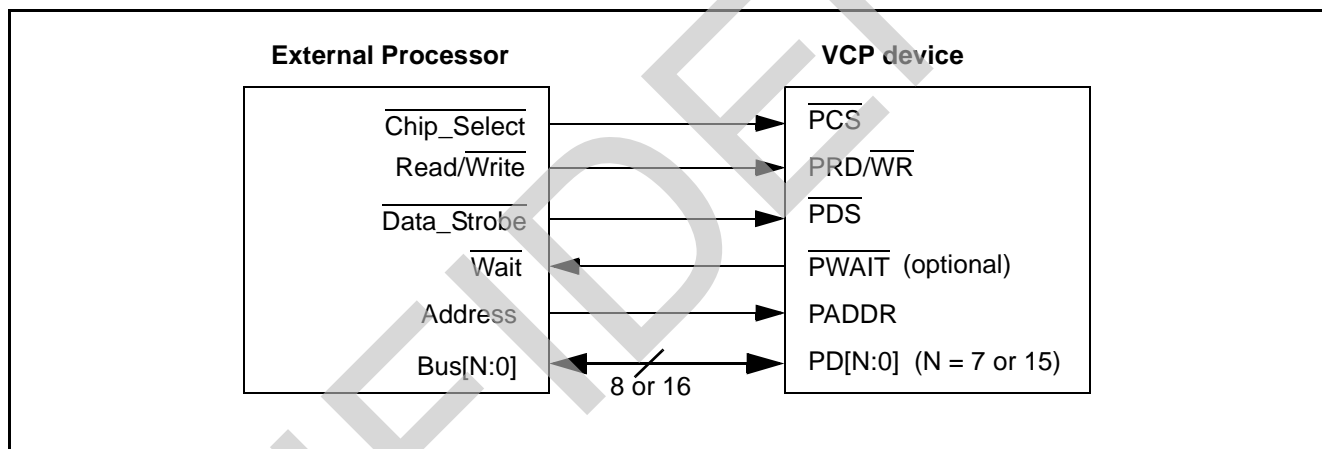 External Processor VCP device
Chip_Select PCS
Read/Write PRD/WR
Data_Strobe PDS
Wait PWAIT (optional)
Address PADDR
Bus[N:0] PD[N:0] (N = 7 or 15)
8 or 16